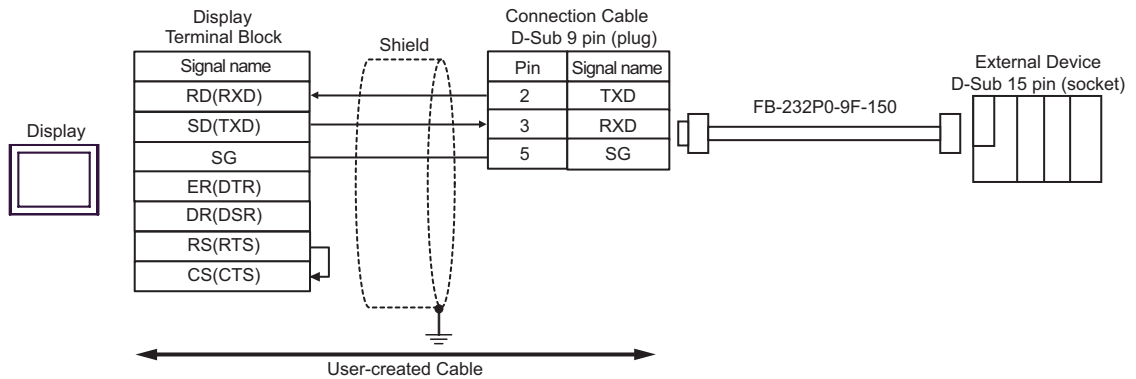 Display
Display
Terminal Block
Signal name
RD(RXD)
SD(TXD)
SG
ER(DTR)
DR(DSR)
RS(RTS)
CS(CTS)
Shield
Connection Cable
D-Sub 9 pin (plug)
Pin Signal name
2 TXD
3 RXD
5 SG
FB-232P0-9F-150
External Device
D-Sub 15 pin (socket)
User-created Cable